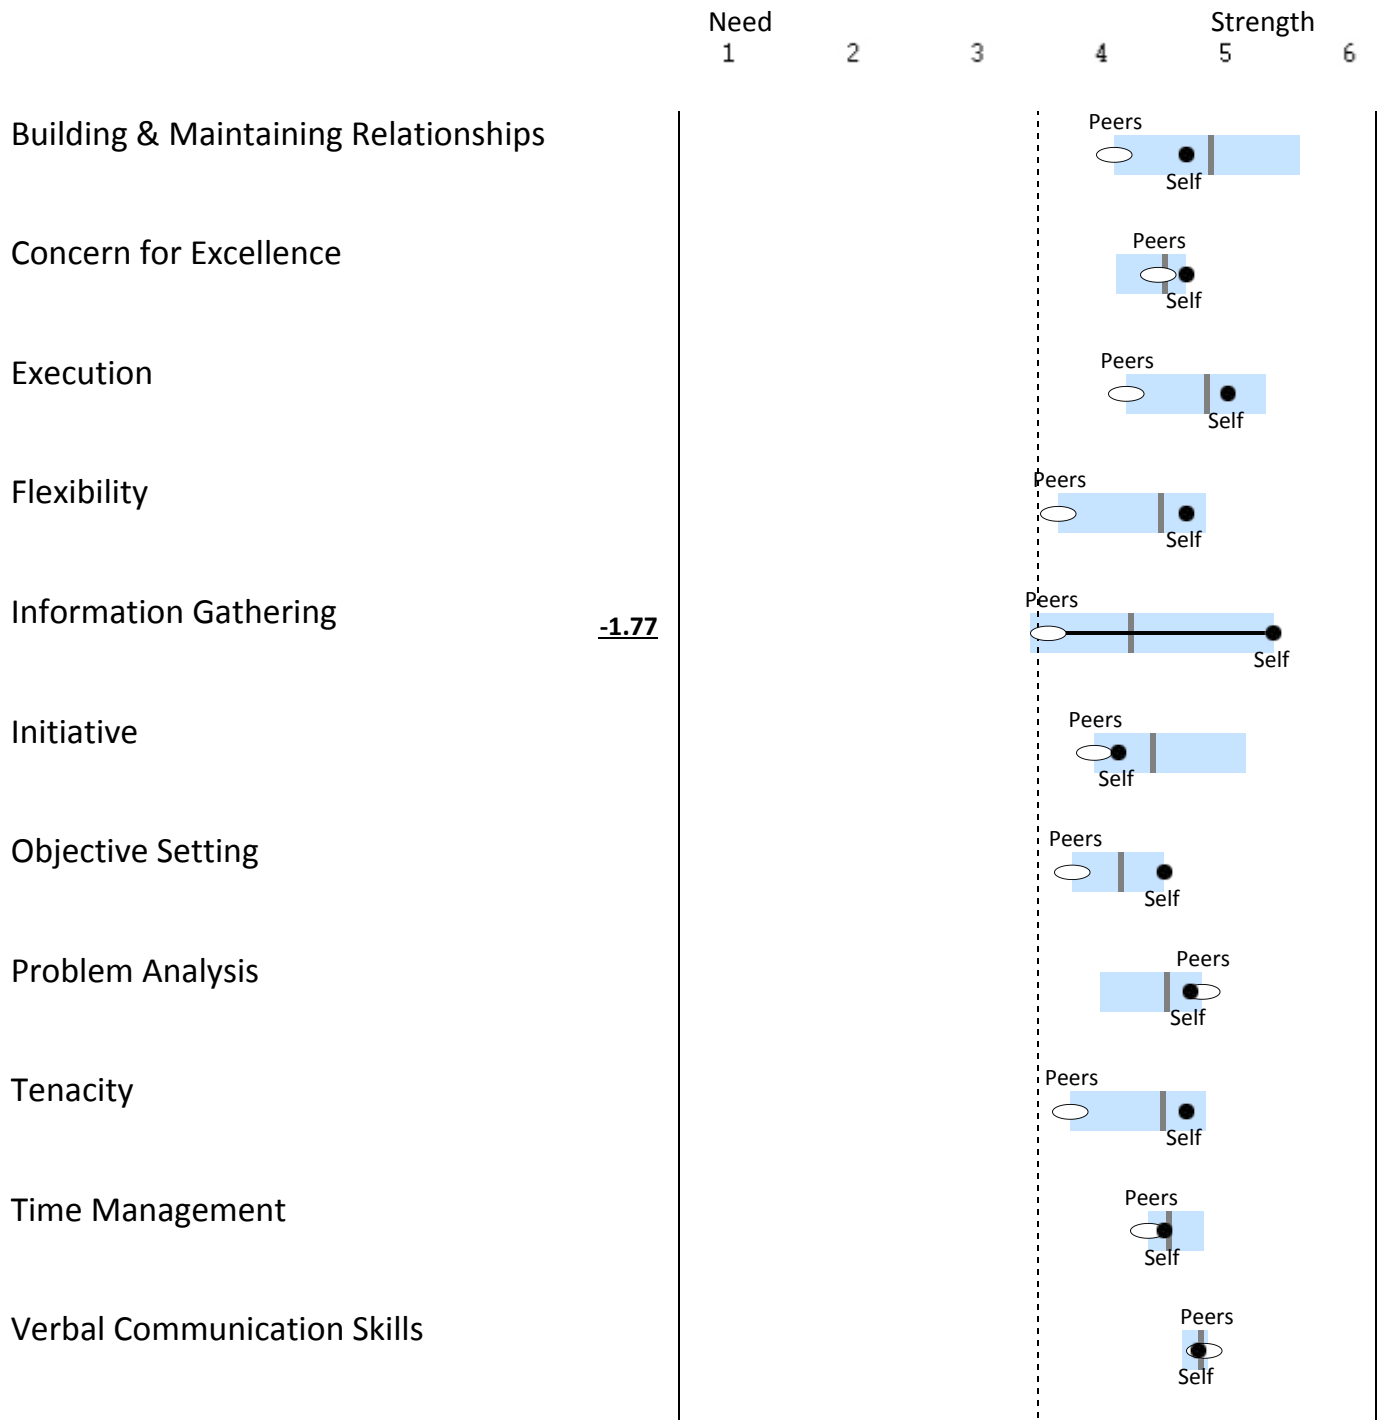 Need Strength
1 2 3 4 5 6
Peers
Building & Maintaining Relationships
Self
Peers
Concern for Excellence
Self
Peers
Execution
Self
Peers
Flexibility
Self
Peers
Information Gathering
-1.77
Self
Peers
Initiative
Self
Peers
Objective Setting
Self
Peers
Problem Analysis
Self
Peers
Tenacity
Self
Peers
Time Management
Self
Peers
Verbal Communication Skills
Self